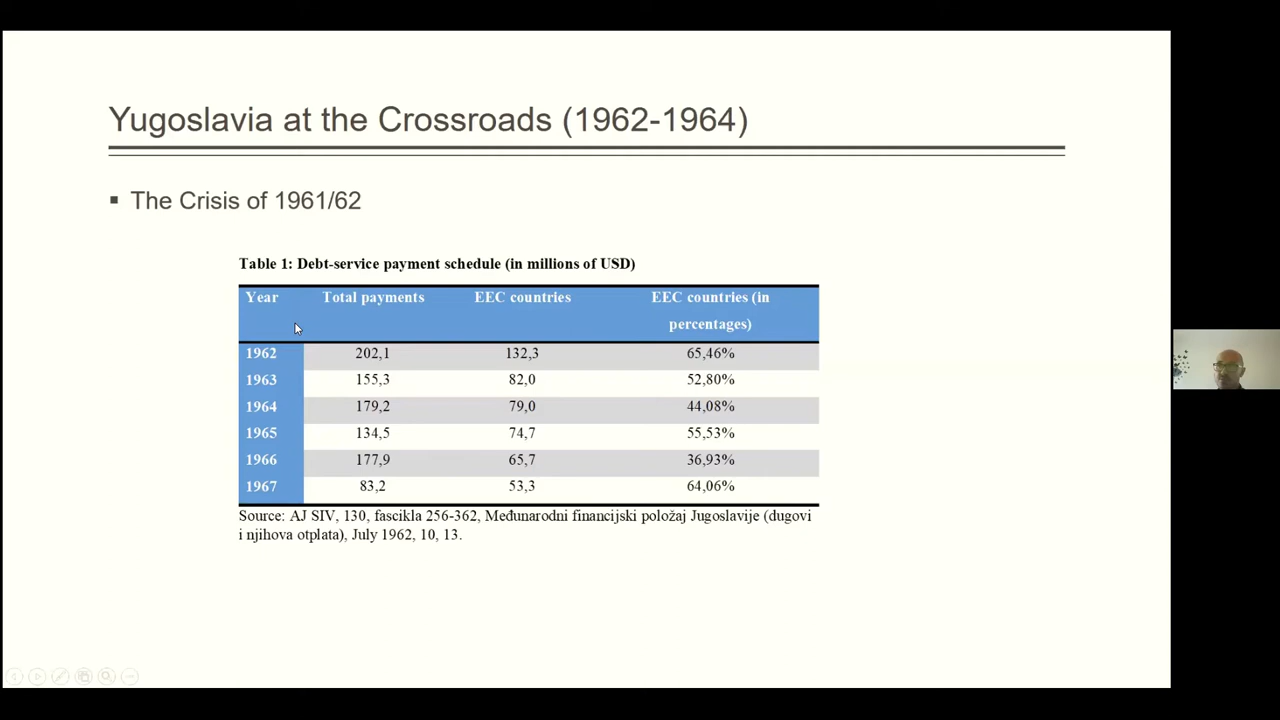 Yugoslavia at the Crossroads (1962-1964)
▪ The Crisis of 1961/62
Table 1: Debt-service payment schedule (in millions of USD)
Year Total payments EEC countries EEC countries (in
percentages)
1962 202,1 132,3 65,46%
1963 155,3 82,0 52,80%
1964 179,2 79,0 44,08%
1965 134,5 74,7 55,53%
1966 177,9 65,7 36,93%
1967 83,2 53,3 64,06%
Source: AJ SIV, 130, fascikla 256-362, Međunarodni financijski položaj Jugoslavije (dugovi
i njihova otplata), July 1962, 10, 13.